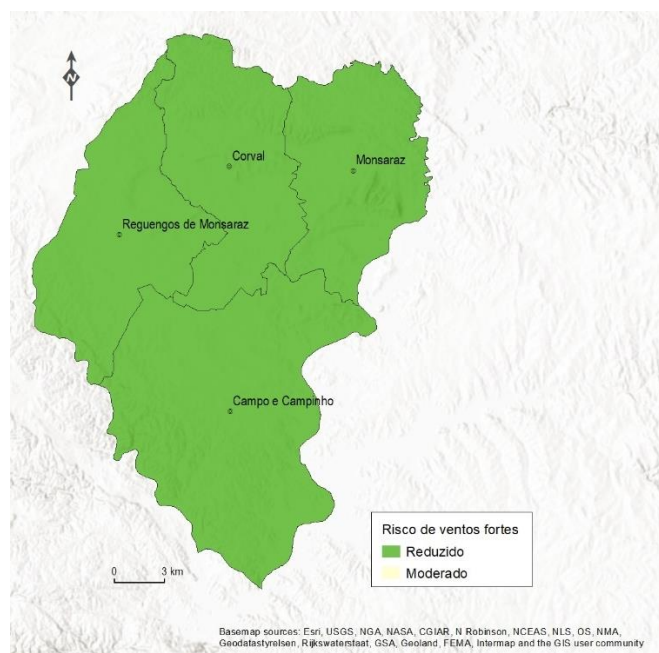 N
Corval
Monsaraz
Reguengos de Monsaraz
Campo e Campinho
Risco de ventos fortes
Reduzido
Moderado
0 3 km
Basemap sources: Esri, USGS, NGA, NASA, CGIAR, N Robinson, NCEAS, NLS, OS, NMA,
Geodatastyrelsen, Rijkswaterstaat, GSA, Geoland, FEMA, Intermap and the GIS user community